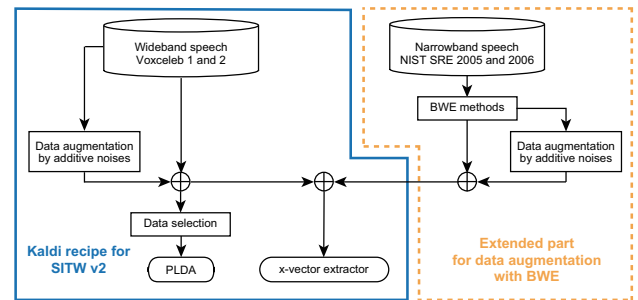 Wideband speech
Voxceleb 1 and 2
Narrowband speech
NIST SRE 2005 and 2006
BWE methods
Data augmentation
by additive noises
Data augmentation
by additive noises
Data selection
Kaldi recipe for
SITW v2
PLDA
x-vector extractor
Extended part
for data augmentation
with BWE